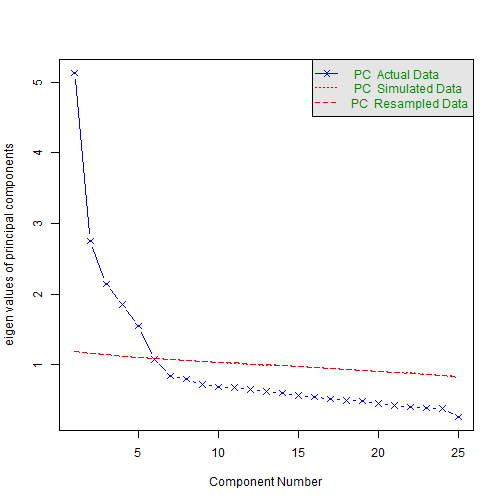 PC Actual Data
PC Simulated Data
PC Resampled Data
5
4
3
2
1
eigen values of principal components
5 10 15 20 25
Component Number